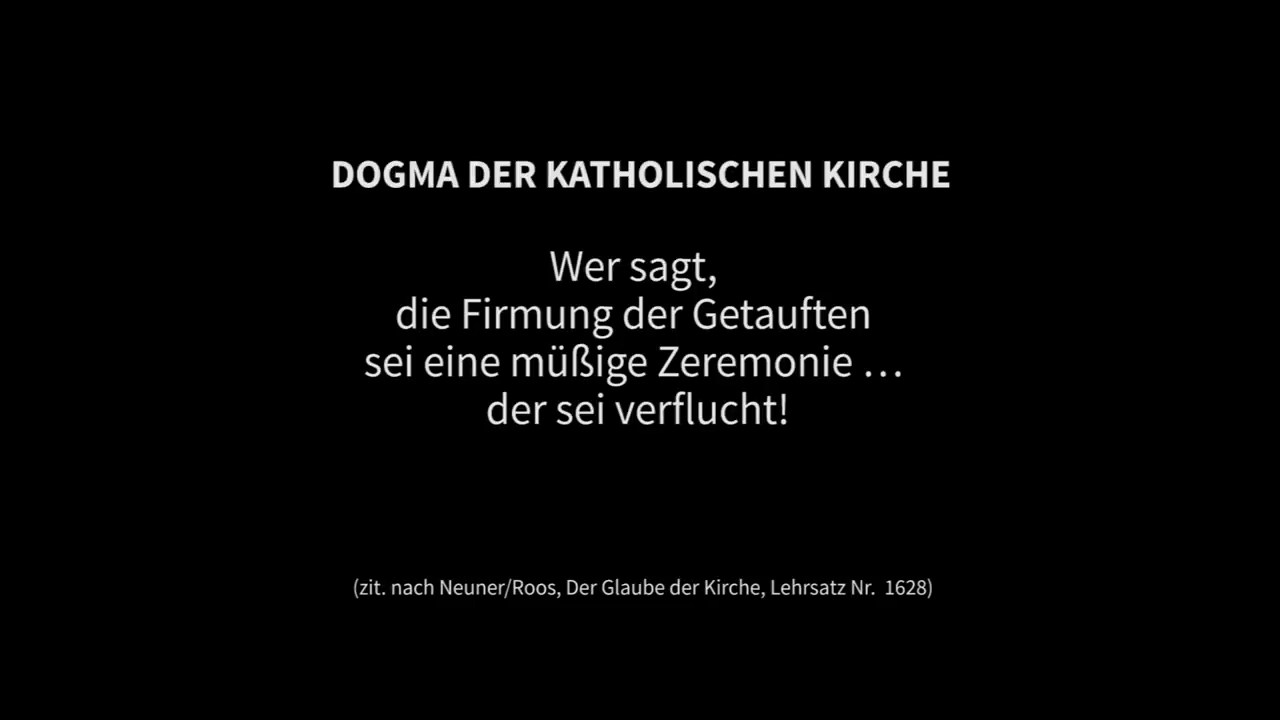 DOGMA DER KATHOLISCHEN KIRCHE
Wer sagt,
die Firmung der Getauften
sei eine müßige Zeremonie …
der sei verflucht!
(zit. nach Neuner/Roos, Der Glaube der Kirche, Lehrsatz Nr.  1628)